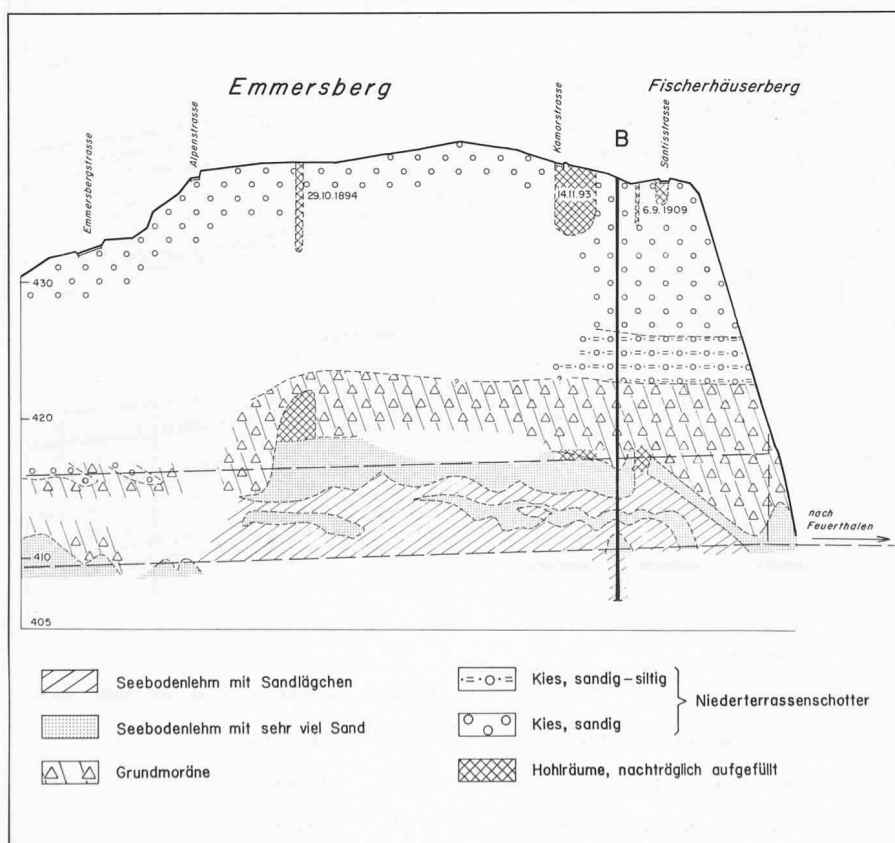 Emmersberg
Fischerhäuserberg
Emmersbergstrasse
Alpenstrasse
Kamorstrasse
B
Säntisstrasse
29.10.1894
14.11.93
6.9.1909
430
420
410
405
nach
Feuerthalen
Seebodenlehm mit Sandlägchen
Seebodenlehm mit sehr viel Sand
Grundmoräne
Kies, sandig-siltig
Kies, sandig
Niederterrassenschotter
Hohlräume, nachträglich aufgefüllt